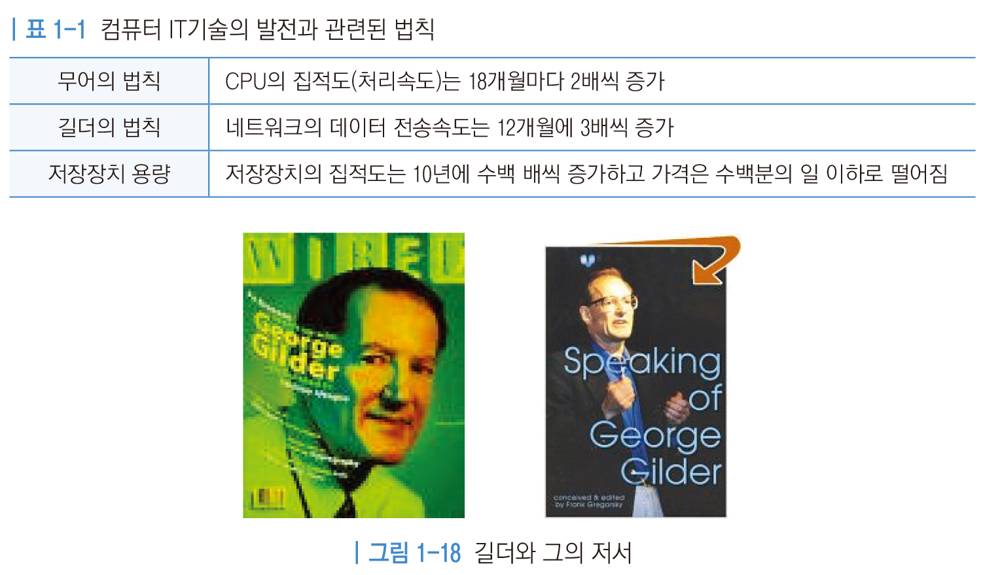 표 1-1 컴퓨터 IT기술의 발전과 관련된 법칙
무어의 법칙 CPU의 집적도(처리속도)는 18개월마다 2배씩 증가
길더의 법칙 네트워크의 데이터 전송속도는 12개월에 3배씩 증가
저장장치 용량 저장장치의 집적도는 10년에 수백 배씩 증가하고 가격은 수백분의 일 이하로 떨어짐
WIRED
George
Gilder
Speaking
of
George
Gilder
conceived & edited
by Frank Gregorsky
그림 1-18 길더와 그의 저서